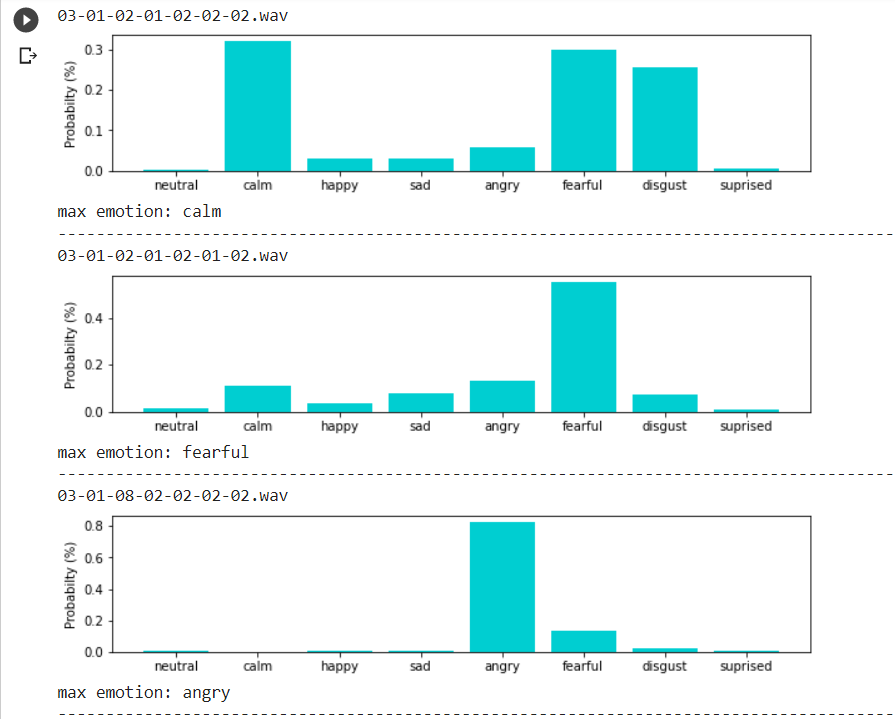 03-01-02-01-02-02-02.wav
Probabilty (%)
0.3
0.2
0.1
0.0
neutral calm happy sad angry fearful disgust suprised
max emotion: calm
--------------------------------------------------------------------------------
03-01-02-01-02-01-02.wav
Probabilty (%)
0.4
0.2
0.0
neutral calm happy sad angry fearful disgust suprised
max emotion: fearful
--------------------------------------------------------------------------------
03-01-08-02-02-02-02.wav
Probabilty (%)
0.8
0.6
0.4
0.2
0.0
neutral calm happy sad angry fearful disgust suprised
max emotion: angry
--------------------------------------------------------------------------------